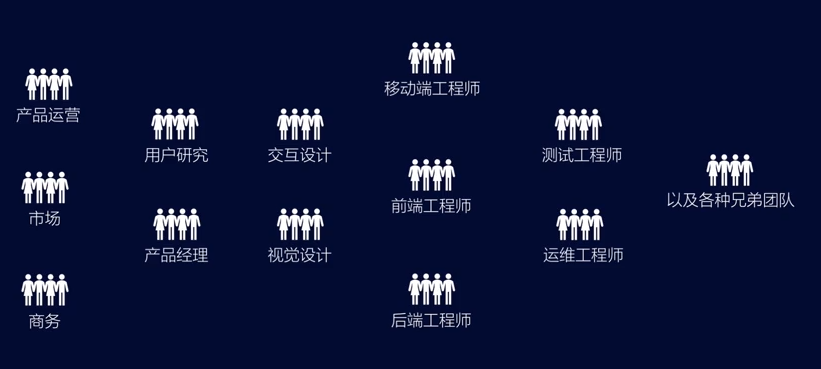 产品运营
市场
商务
用户研究
产品经理
交互设计
视觉设计
移动端工程师
前端工程师
后端工程师
测试工程师
运维工程师
以及各种兄弟团队